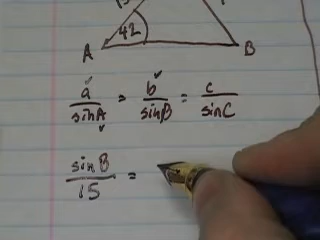 42
A B
a/sinA = b/sinB = c/sinC
sinB/15 =